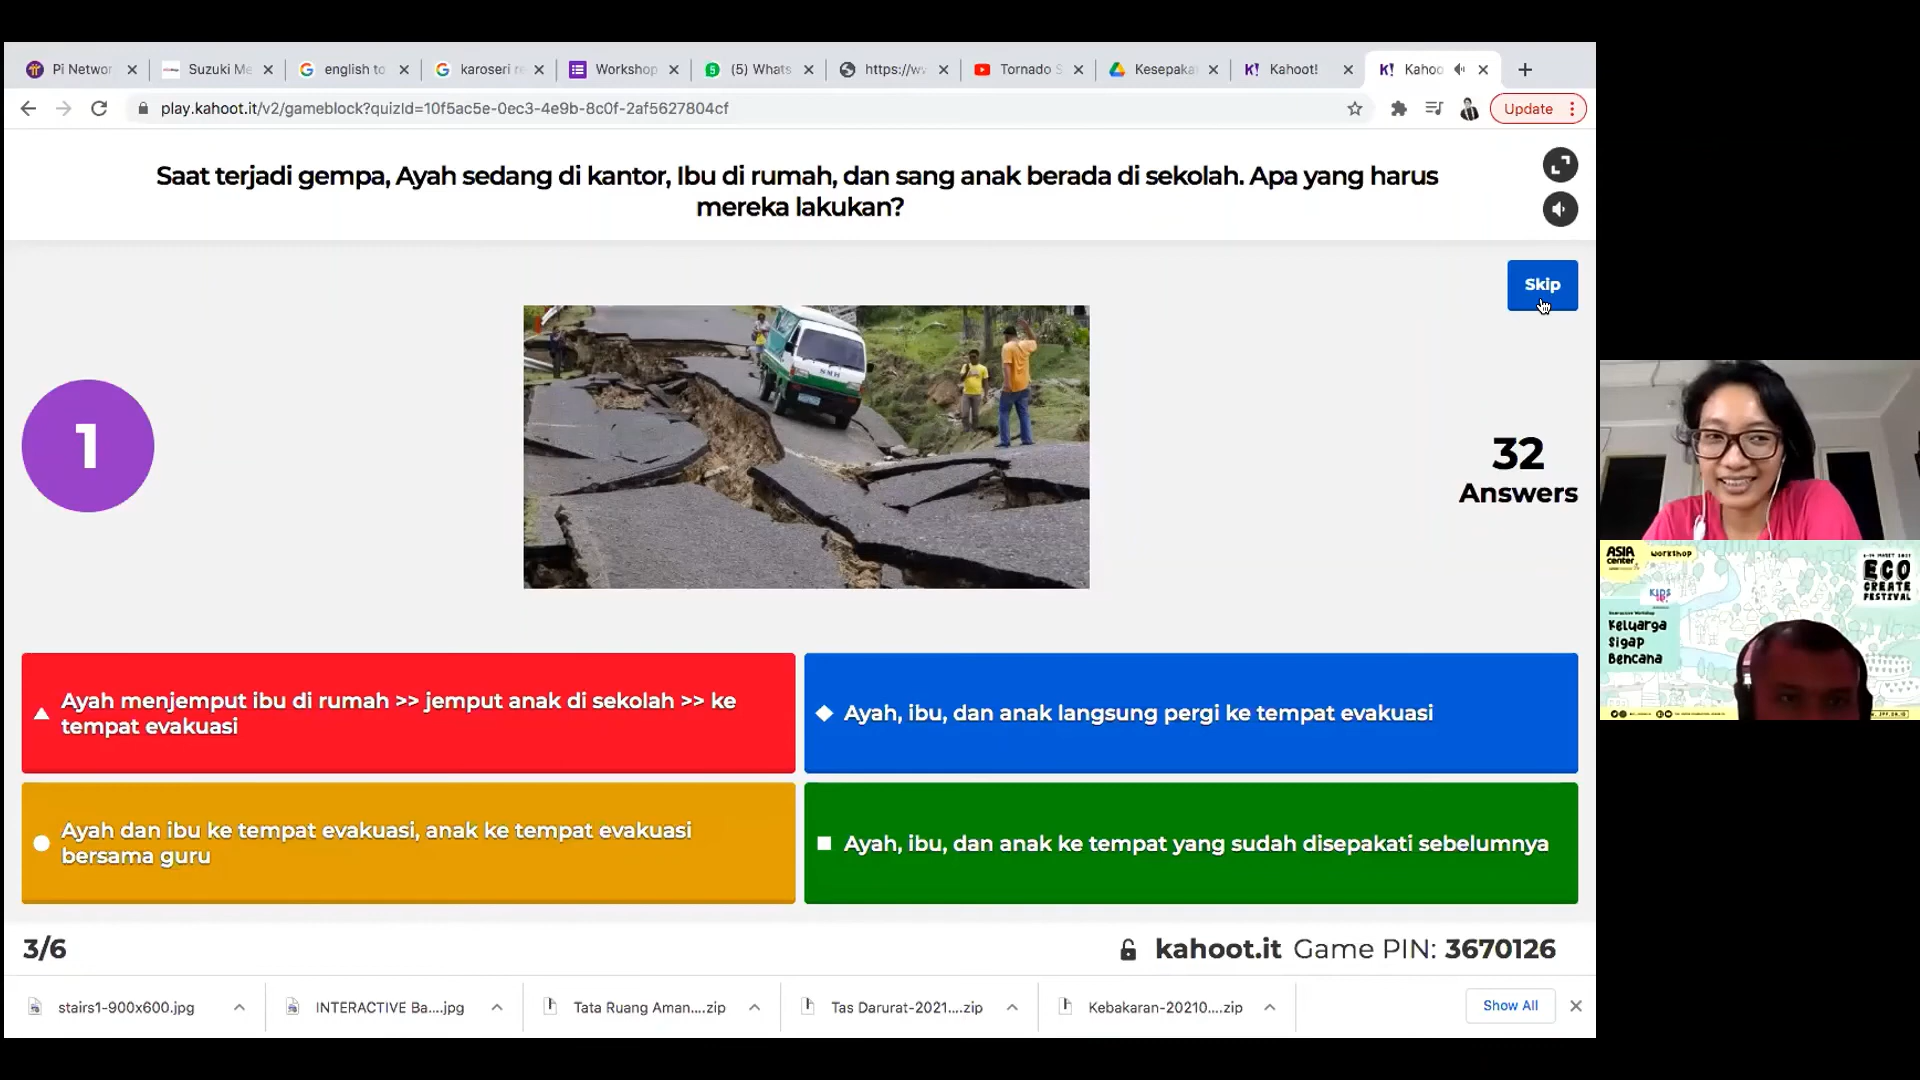 Pi Networ
Suzuki Me
english to
karoseri re
Workshop
(5) Whats
https://ww
Tornado S
Kesepaka
Kahoot!
Kahoo
play.kahoot.it/v2/gameblock?quizId=10f5ac5e-0ec3-4e9b-8c0f-2af5627804cf
Update
Saat terjadi gempa, Ayah sedang di kantor, Ibu di rumah, dan sang anak berada di sekolah. Apa yang harus
mereka lakukan?
Skip
1
32
Answers
Ayah menjemput ibu di rumah >> jemput anak di sekolah >> ke
tempat evakuasi
Ayah, ibu, dan anak langsung pergi ke tempat evakuasi
Ayah dan ibu ke tempat evakuasi, anak ke tempat evakuasi
bersama guru
Ayah, ibu, dan anak ke tempat yang sudah disepakati sebelumnya
3/6
kahoot.it Game PIN: 3670126
stairs1-900x600.jpg
INTERACTIVE Ba....jpg
Tata Ruang Aman....zip
Tas Darurat-2021....zip
Kebakaran-20210....zip
Show All
ASIA
center
Workshop
ECO
CREATE
FESTIVAL
KIDS
Interactive Workshop
Keluarga
Sigap
Bencana